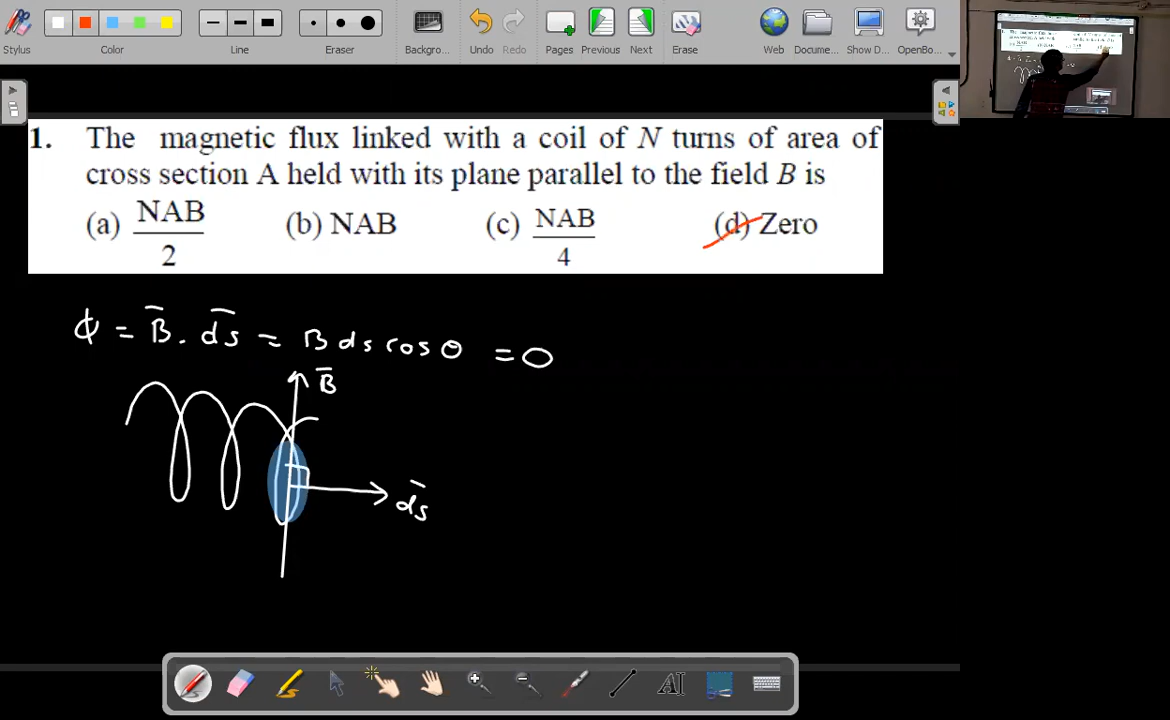 Color Line Eraser Backgro... Undo Redo Pages Previous Next Erase Web Docume... Show D... OpenBo...
1. The magnetic flux linked with a coil of N turns of area of
cross section A held with its plane parallel to the field B is
(a) NAB/2 (b) NAB (c) NAB/4 (d) Zero
ϕ = B̄ . d̄s = B ds cos θ = 0
B̄
d̄s
Stylus
AI